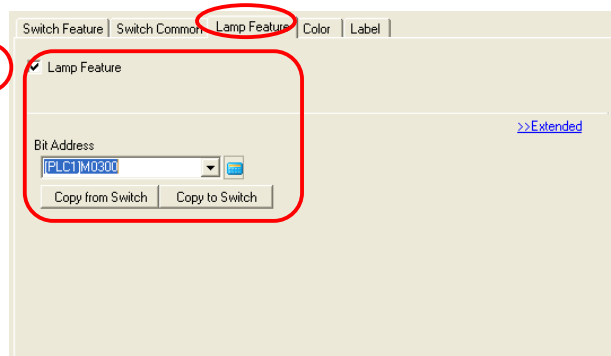 Switch Feature Switch Common Lamp Feature Color Label
Lamp Feature
>>Extended
Bit Address
[PLC1]M0300
Copy from Switch Copy to Switch